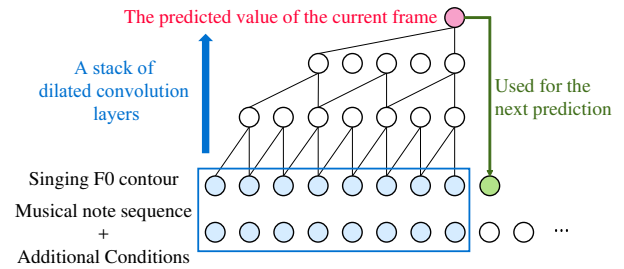 The predicted value of the current frame
A stack of
dilated convolution
layers
Used for the
next prediction
Singing F0 contour
Musical note sequence
+
Additional Conditions
...